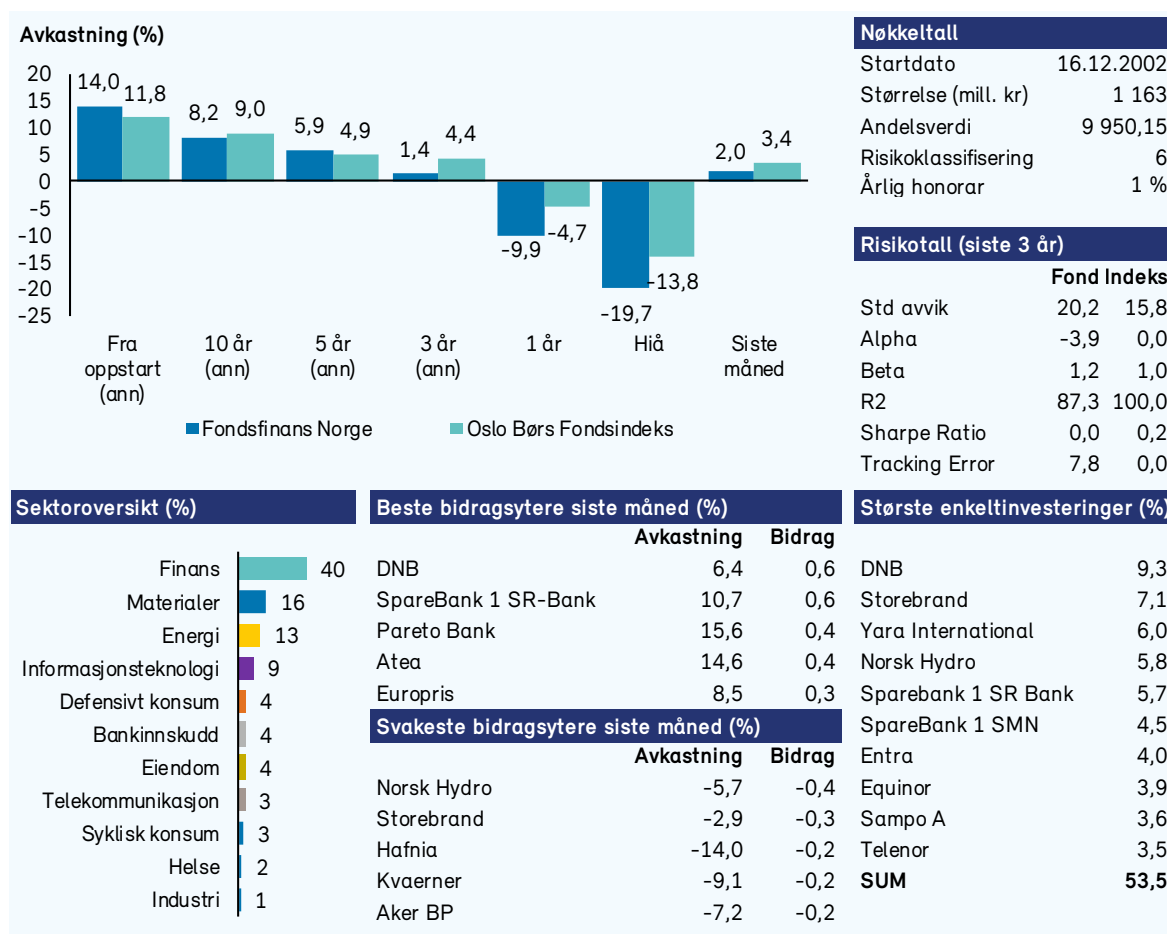 Avkastning (%)
20
15
10
5
0
-5
-10
-15
-20
-25
14,0 11,8
8,2 9,0
5,9 4,9
1,4 4,4
-9,9 -4,7
-19,7 -13,8
2,0 3,4
Fra oppstart (ann)
10 år (ann)
5 år (ann)
3 år (ann)
1 år
Hiå
Siste måned
Fondsfinans Norge
Oslo Børs Fondsindeks
Nøkkeltall
Startdato 16.12.2002
Størrelse (mill. kr) 1 163
Andelsverdi 9 950,15
Risikoklassifisering 6
Årlig honorar 1 %
Risikotall (siste 3 år)
Fond Indeks
Std avvik 20,2 15,8
Alpha -3,9 0,0
Beta 1,2 1,0
R2 87,3 100,0
Sharpe Ratio 0,0 0,2
Tracking Error 7,8 0,0
Sektoroversikt (%)
Finans 40
Materialer 16
Energi 13
Informasjonsteknologi 9
Defensivt konsum 4
Bankinnskudd 4
Eiendom 4
Telekommunikasjon 3
Syklisk konsum 3
Helse 2
Industri 1
Beste bidragsytere siste måned (%)
Avkastning Bidrag
DNB 6,4 0,6
SpareBank 1 SR-Bank 10,7 0,6
Pareto Bank 15,6 0,4
Atea 14,6 0,4
Europris 8,5 0,3
Svakeste bidragsytere siste måned (%)
Avkastning Bidrag
Norsk Hydro -5,7 -0,4
Storebrand -2,9 -0,3
Hafnia -14,0 -0,2
Kvaerner -9,1 -0,2
Aker BP -7,2 -0,2
Største enkeltinvesteringer (%)
DNB 9,3
Storebrand 7,1
Yara International 6,0
Norsk Hydro 5,8
Sparebank 1 SR Bank 5,7
SpareBank 1 SMN 4,5
Entra 4,0
Equinor 3,9
Sampo A 3,6
Telenor 3,5
SUM 53,5